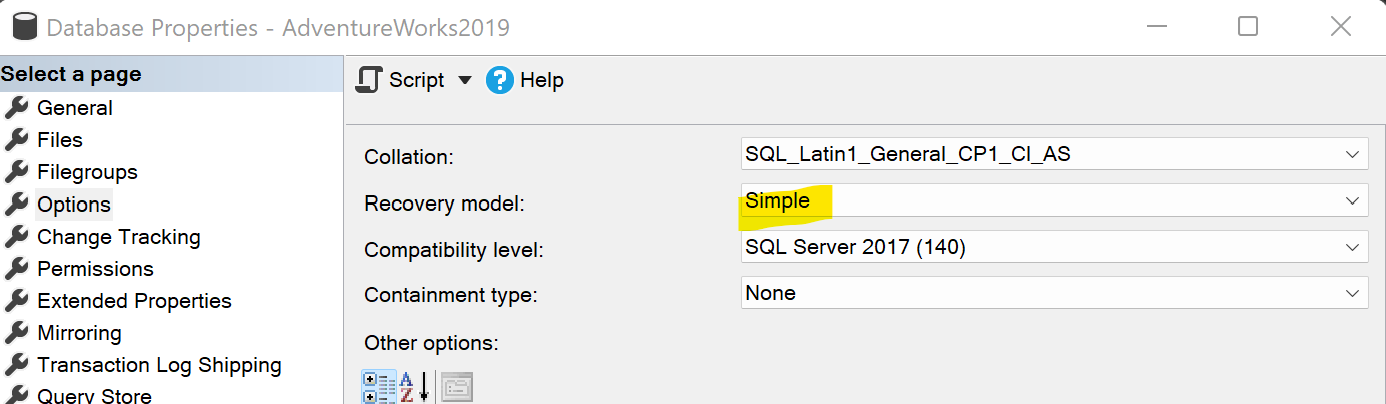 Database Properties - AdventureWorks2019
Select a page
General
Files
Filegroups
Options
Change Tracking
Permissions
Extended Properties
Mirroring
Transaction Log Shipping
Query Store
Script
Help
Collation:
SQL_Latin1_General_CP1_CI_AS
Recovery model:
Simple
Compatibility level:
SQL Server 2017 (140)
Containment type:
None
Other options:
A
Z